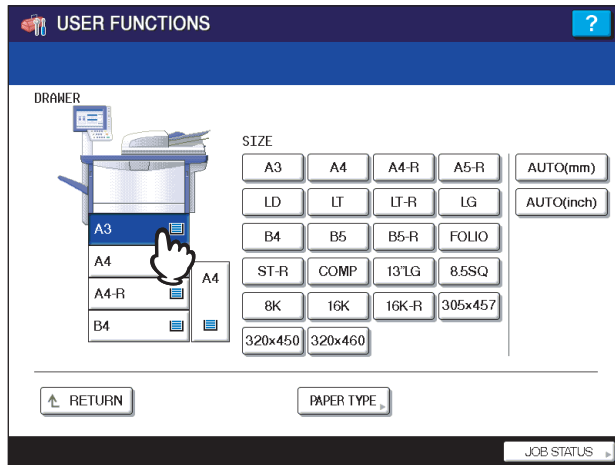 USER FUNCTIONS
?
DRAWER
SIZE
A3 A4 A4-R A5-R AUTO(mm)
LD LT LT-R LG AUTO(inch)
A3
B4 B5 B5-R FOLIO
A4
A4
ST-R COMP 13"LG 8.5SQ
A4-R
8K 16K 16K-R 305x457
B4
320x450 320x460
RETURN
PAPER TYPE
JOB STATUS